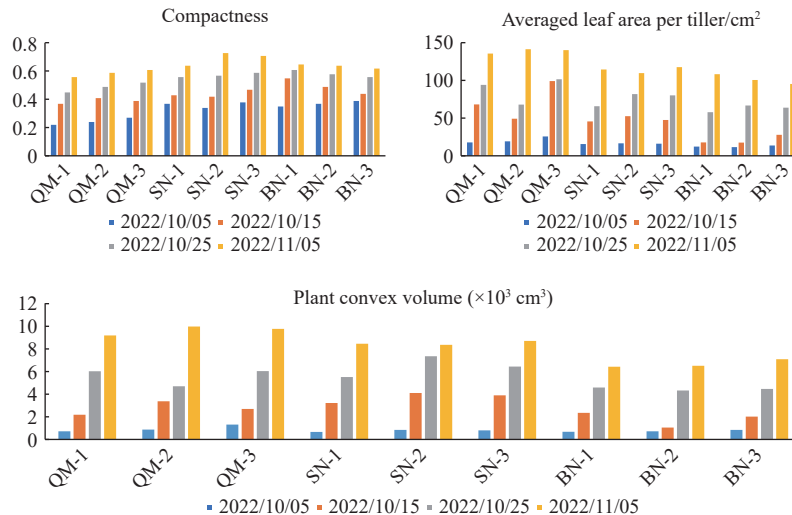 Compactness
0.8
0.6
0.4
0.2
0
QM-1 QM-2 QM-3 SN-1 SN-2 SN-3 BN-1 BN-2 BN-3
2022/10/05 2022/10/15
2022/10/25 2022/11/05
Averaged leaf area per tiller/cm²
150
100
50
0
QM-1 QM-2 QM-3 SN-1 SN-2 SN-3 BN-1 BN-2 BN-3
2022/10/05 2022/10/15
2022/10/25 2022/11/05
Plant convex volume (×10³ cm³)
12
10
8
6
4
2
0
QM-1 QM-2 QM-3 SN-1 SN-2 SN-3 BN-1 BN-2 BN-3
2022/10/05 2022/10/15 2022/10/25 2022/11/05